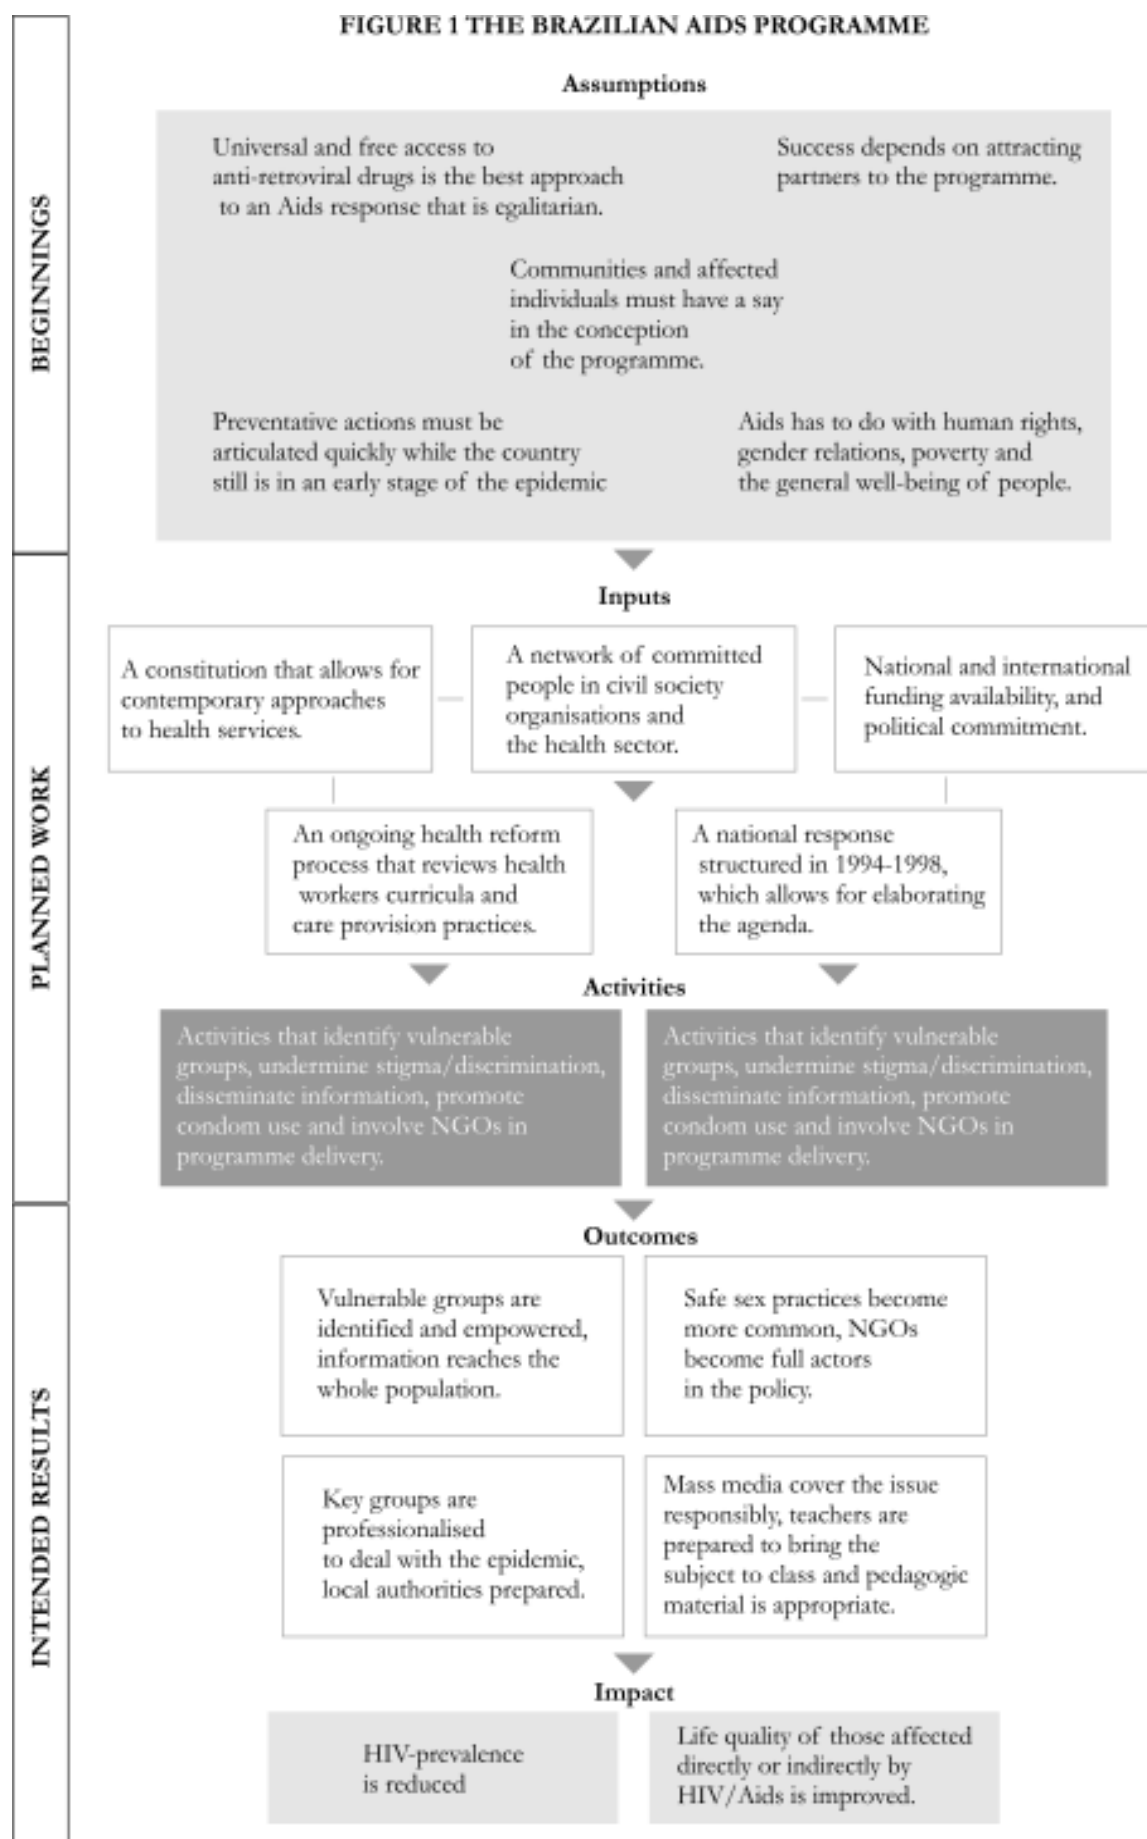 FIGURE 1 THE BRAZILIAN AIDS PROGRAMME
BEGINNINGS
Assumptions
Universal and free access to
anti-retroviral drugs is the best approach
to an Aids response that is egalitarian.
Success depends on attracting
partners to the programme.
Communities and affected
individuals must have a say
in the conception
of the programme.
Preventative actions must be
articulated quickly while the country
still is in an early stage of the epidemic
Aids has to do with human rights,
gender relations, poverty and
the general well-being of people.
PLANNED WORK
Inputs
A constitution that allows for
contemporary approaches
to health services.
A network of committed
people in civil society
organisations and
the health sector.
National and international
funding availability, and
political commitment.
An ongoing health reform
process that reviews health
workers curricula and
care provision practices.
A national response
structured in 1994-1998,
which allows for elaborating
the agenda.
Activities
Activities that identify vulnerable
groups, undermine stigma/discrimination,
disseminate information, promote
condom use and involve NGOs in
programme delivery.
Activities that identify vulnerable
groups, undermine stigma/discrimination,
disseminate information, promote
condom use and involve NGOs in
programme delivery.
INTENDED RESULTS
Outcomes
Vulnerable groups are
identified and empowered,
information reaches the
whole population.
Safe sex practices become
more common, NGOs
become full actors
in the policy.
Key groups are
professionalised
to deal with the epidemic,
local authorities prepared.
Mass media cover the issue
responsibly, teachers are
prepared to bring the
subject to class and pedagogic
material is appropriate.
Impact
HIV-prevalence
is reduced
Life quality of those affected
directly or indirectly by
HIV/Aids is improved.